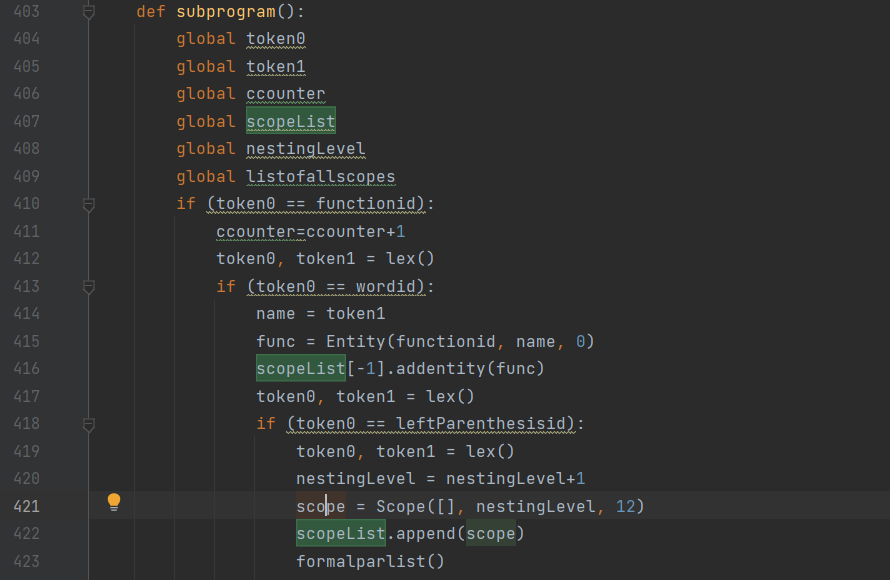 403 def subprogram():
404 global token0
405 global token1
406 global ccounter
407 global scopeList
408 global nestingLevel
409 global listofallscopes
410 if (token0 == functionid):
411 ccounter=ccounter+1
412 token0, token1 = lex()
413 if (token0 == wordid):
414 name = token1
415 func = Entity(functionid, name, 0)
416 scopeList[-1].addentity(func)
417 token0, token1 = lex()
418 if (token0 == leftParenthesisid):
419 token0, token1 = lex()
420 nestingLevel = nestingLevel+1
421 scope = Scope([], nestingLevel, 12)
422 scopeList.append(scope)
423 formalparlist()